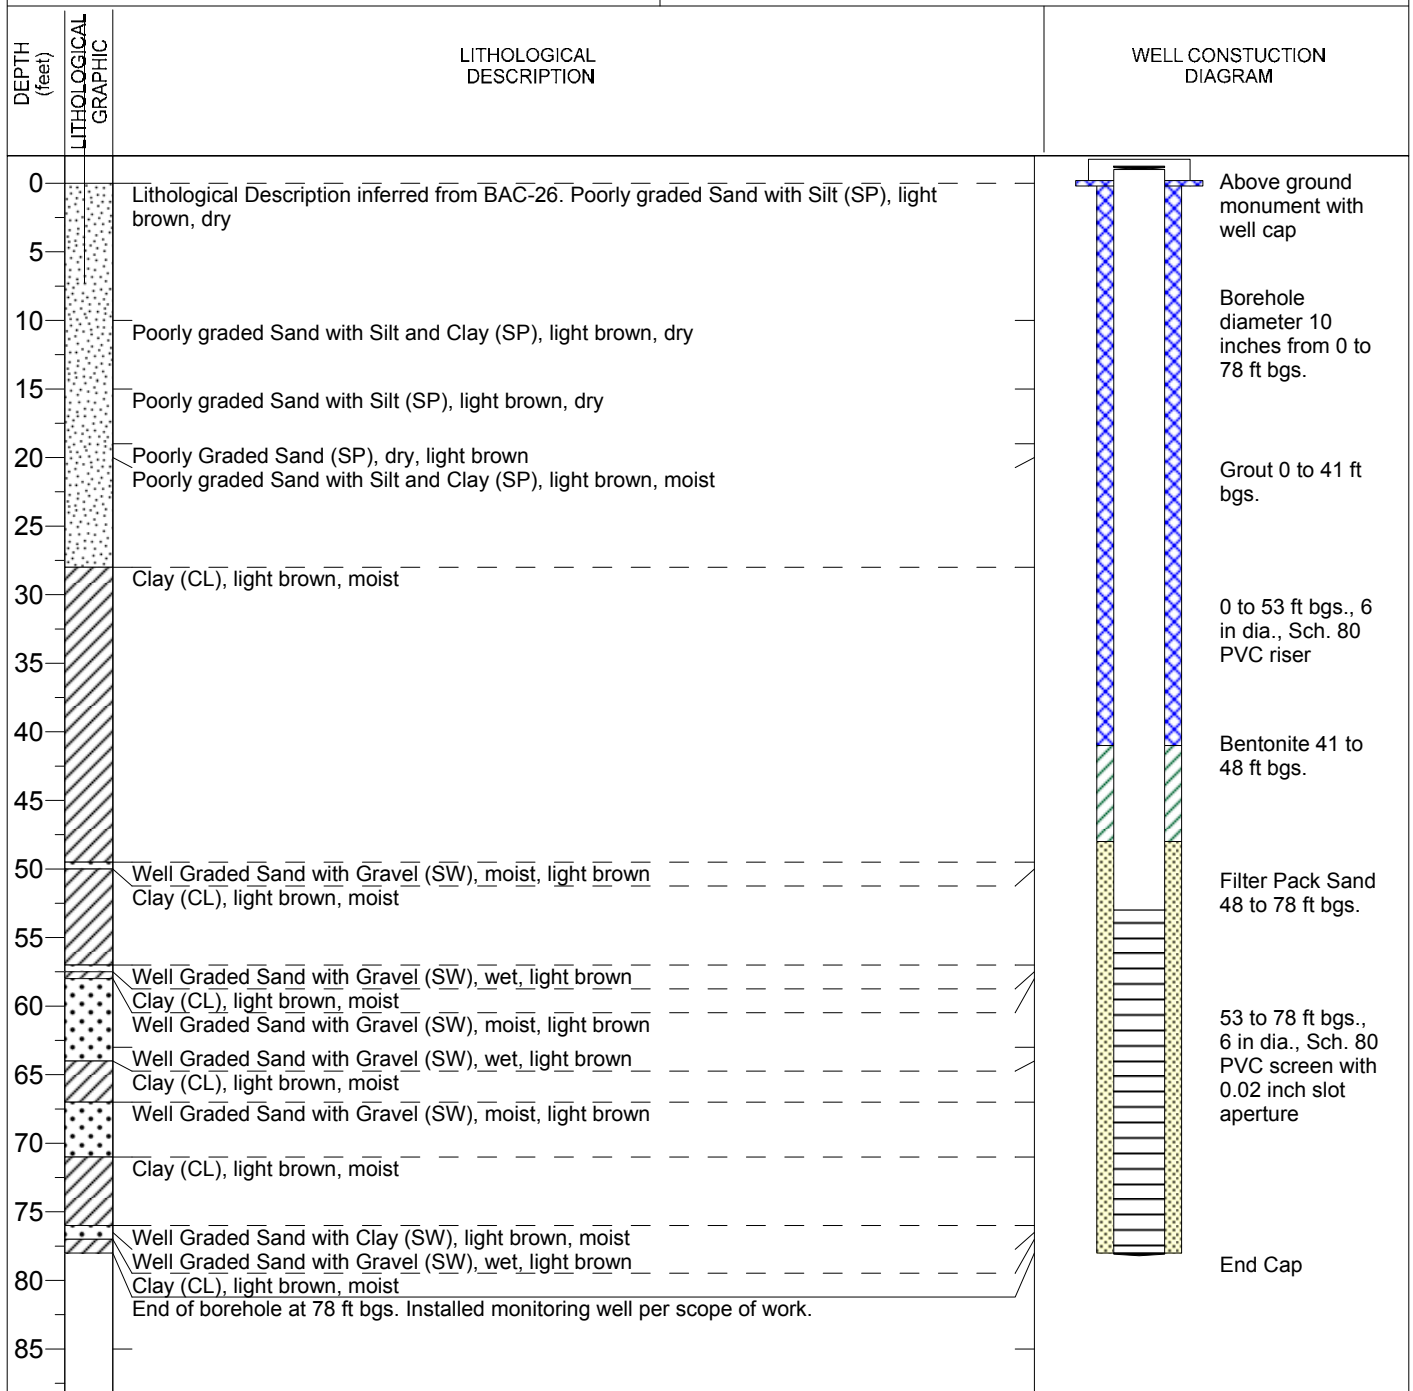 DEPTH
(feet)
LITHOLOGICAL
GRAPHIC
LITHOLOGICAL
DESCRIPTION
WELL CONSTUCTION
DIAGRAM
0
5
10
15
20
25
30
35
40
45
50
55
60
65
70
75
80
85
Lithological Description inferred from BAC-26. Poorly graded Sand with Silt (SP), light
brown, dry
Poorly graded Sand with Silt and Clay (SP), light brown, dry
Poorly graded Sand with Silt (SP), light brown, dry
Poorly Graded Sand (SP), dry, light brown
Poorly graded Sand with Silt and Clay (SP), light brown, moist
Clay (CL), light brown, moist
Well Graded Sand with Gravel (SW), moist, light brown
Clay (CL), light brown, moist
Well Graded Sand with Gravel (SW), wet, light brown
Clay (CL), light brown, moist
Well Graded Sand with Gravel (SW), moist, light brown
Well Graded Sand with Gravel (SW), wet, light brown
Clay (CL), light brown, moist
Well Graded Sand with Gravel (SW), moist, light brown
Clay (CL), light brown, moist
Well Graded Sand with Clay (SW), light brown, moist
Well Graded Sand with Gravel (SW), wet, light brown
Clay (CL), light brown, moist
End of borehole at 78 ft bgs. Installed monitoring well per scope of work.
Above ground
monument with
well cap
Borehole
diameter 10
inches from 0 to
78 ft bgs.
Grout 0 to 41 ft
bgs.
0 to 53 ft bgs., 6
in dia., Sch. 80
PVC riser
Bentonite 41 to
48 ft bgs.
Filter Pack Sand
48 to 78 ft bgs.
53 to 78 ft bgs.,
6 in dia., Sch. 80
PVC screen with
0.02 inch slot
aperture
End Cap